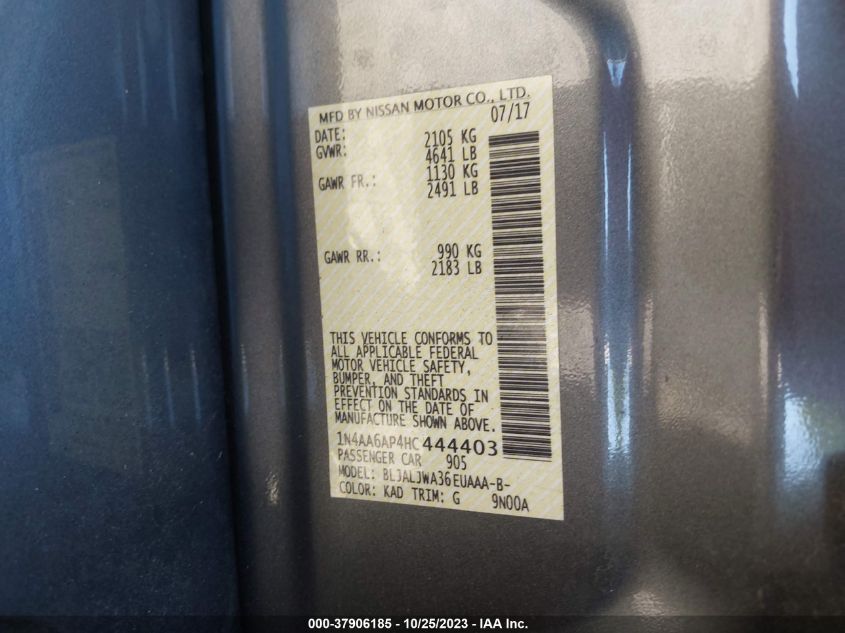 MFD BY NISSAN MOTOR CO., LTD.
DATE: 07/17
GVWR: 2105 KG
4641 LB
GAWR FR.: 1130 KG
2491 LB
GAWR RR.: 990 KG
2183 LB
THIS VEHICLE CONFORMS TO
ALL APPLICABLE FEDERAL
MOTOR VEHICLE SAFETY,
BUMPER, AND THEFT
PREVENTION STANDARDS IN
EFFECT ON THE DATE OF
MANUFACTURE SHOWN ABOVE.
1N4AA6AP4HC444403
PASSENGER CAR 905
MODEL: BLJALJWA36EUAAA-B-
COLOR: KAD TRIM: G 9N00A
000-37906185 - 10/25/2023 - IAA Inc.